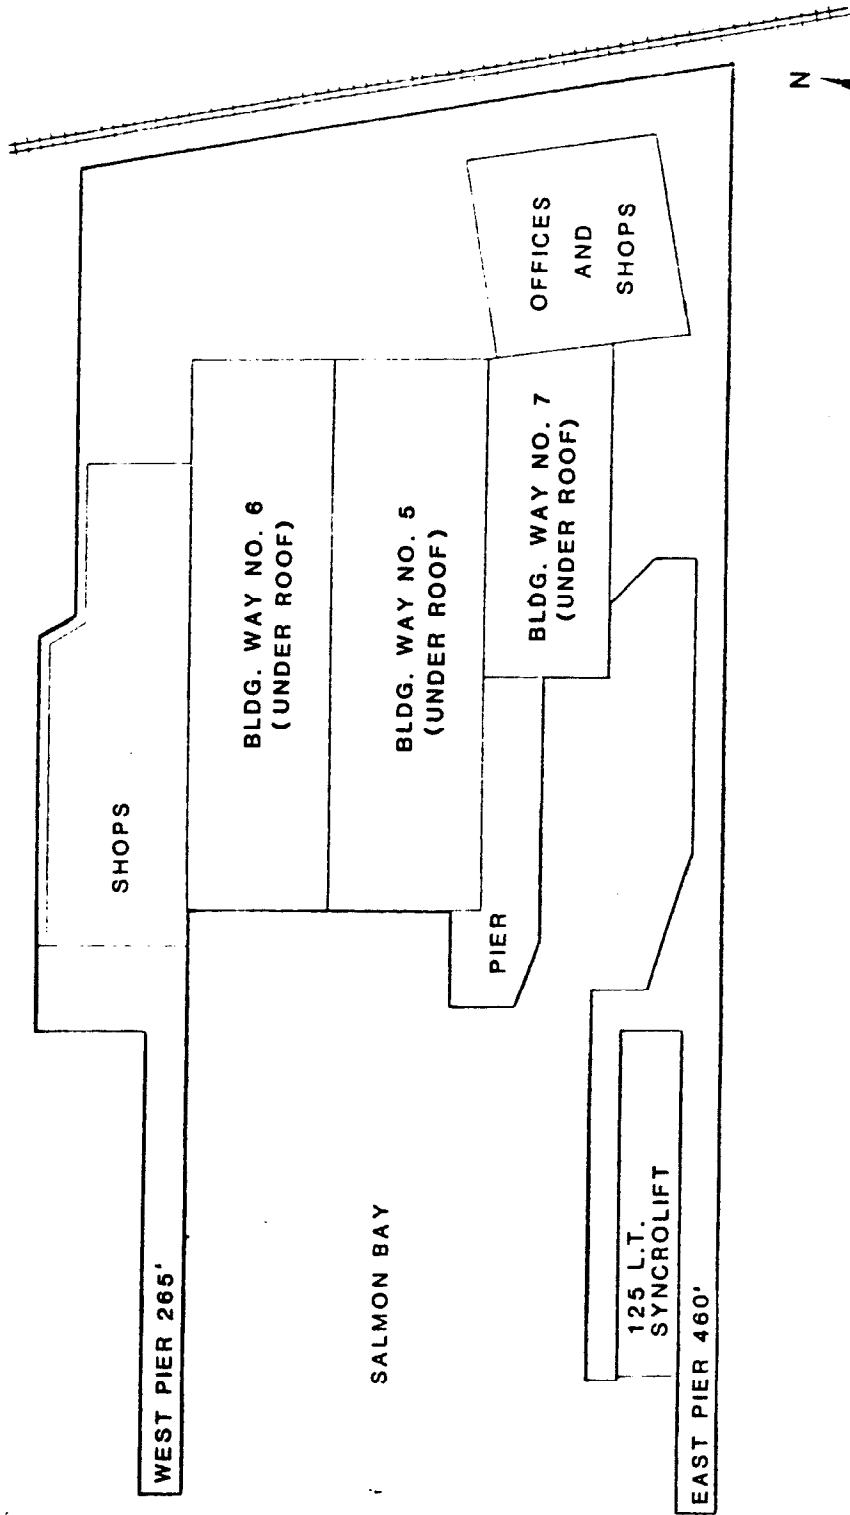 N
OFFICES
AND
SHOPS
BLDG. WAY NO. 6
(UNDER ROOF)
BLDG. WAY NO. 5
(UNDER ROOF)
BLDG. WAY NO. 7
(UNDER ROOF)
SHOPS
PIER
SALMON BAY
WEST PIER 265'
125 L.T.
SYNCROLIFT
EAST PIER 460'